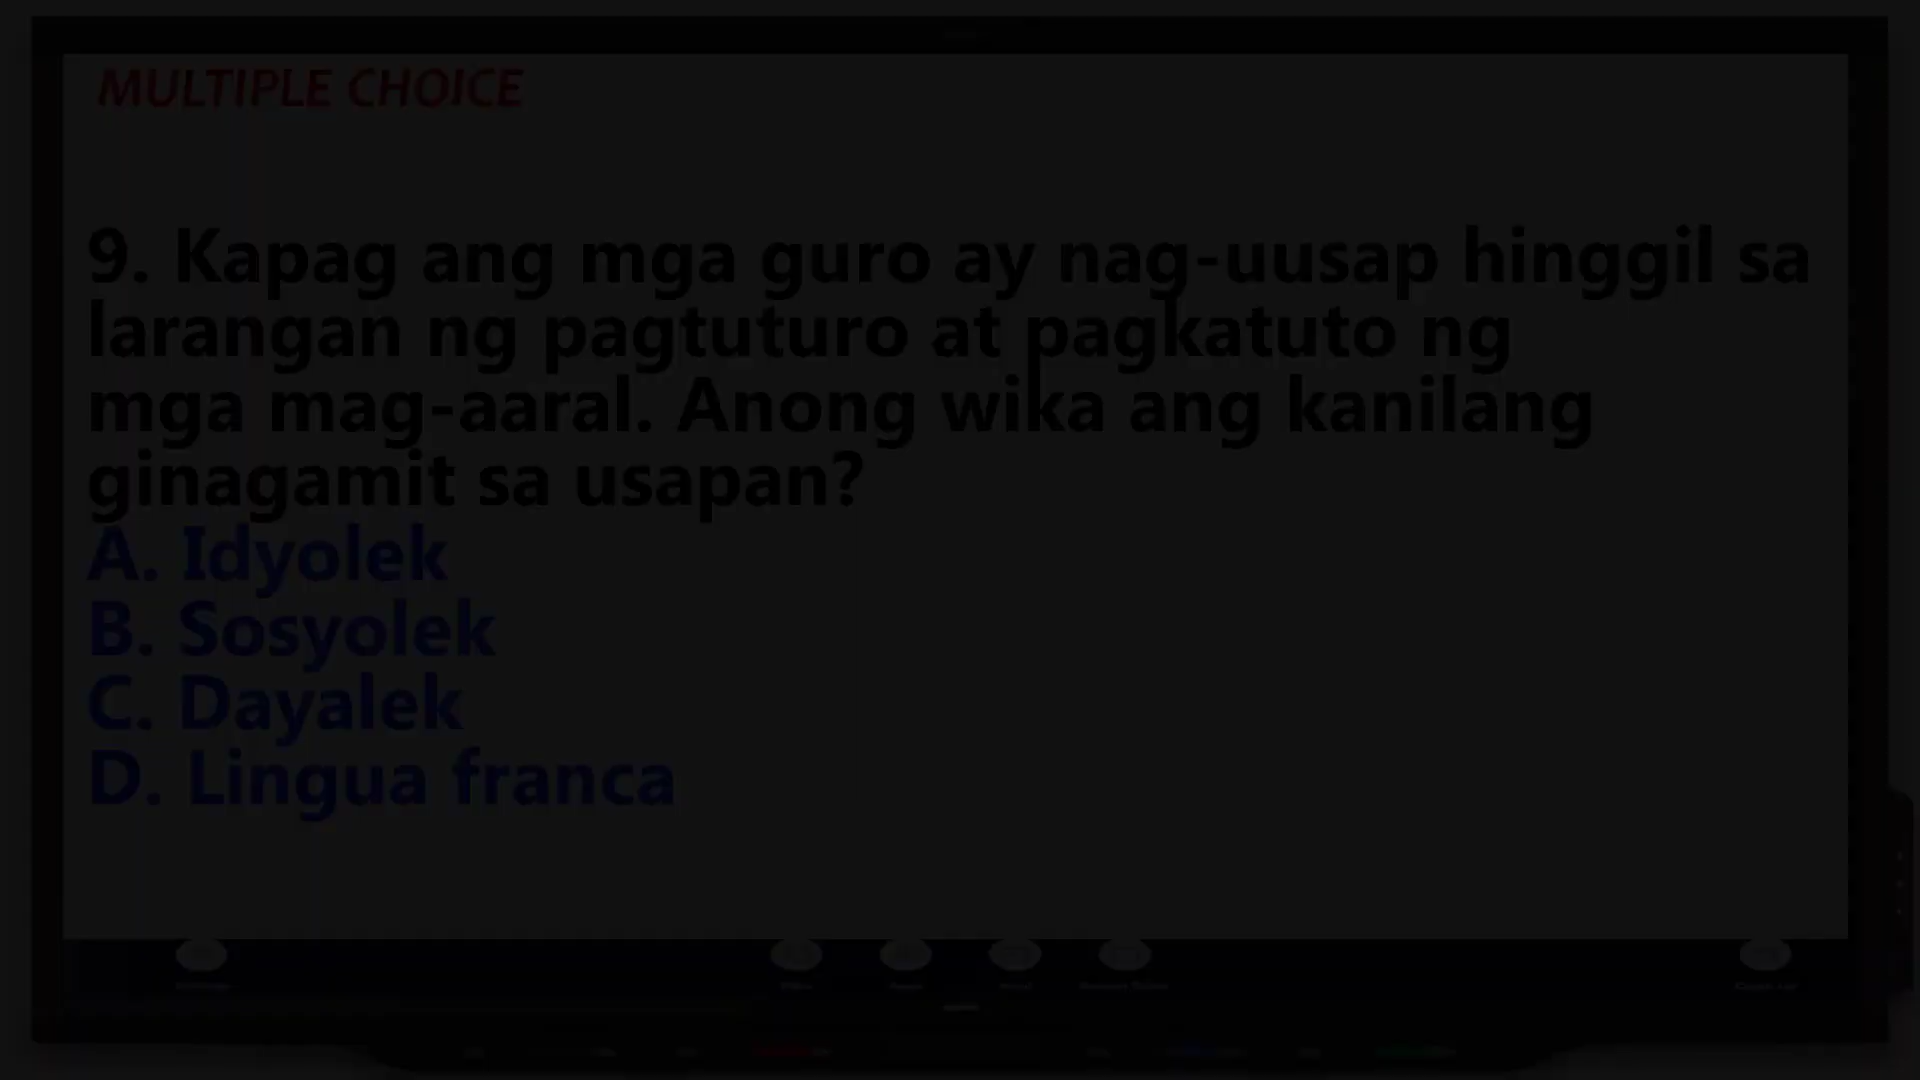 MULTIPLE CHOICE
9. Kapag ang mga guro ay nag-uusap hinggil sa
larangan ng pagtuturo at pagkatuto ng
mga mag-aaral. Anong wika ang kanilang
ginagamit sa usapan?
A. Idyolek
B. Sosyolek
C. Dayalek
D. Lingua franca